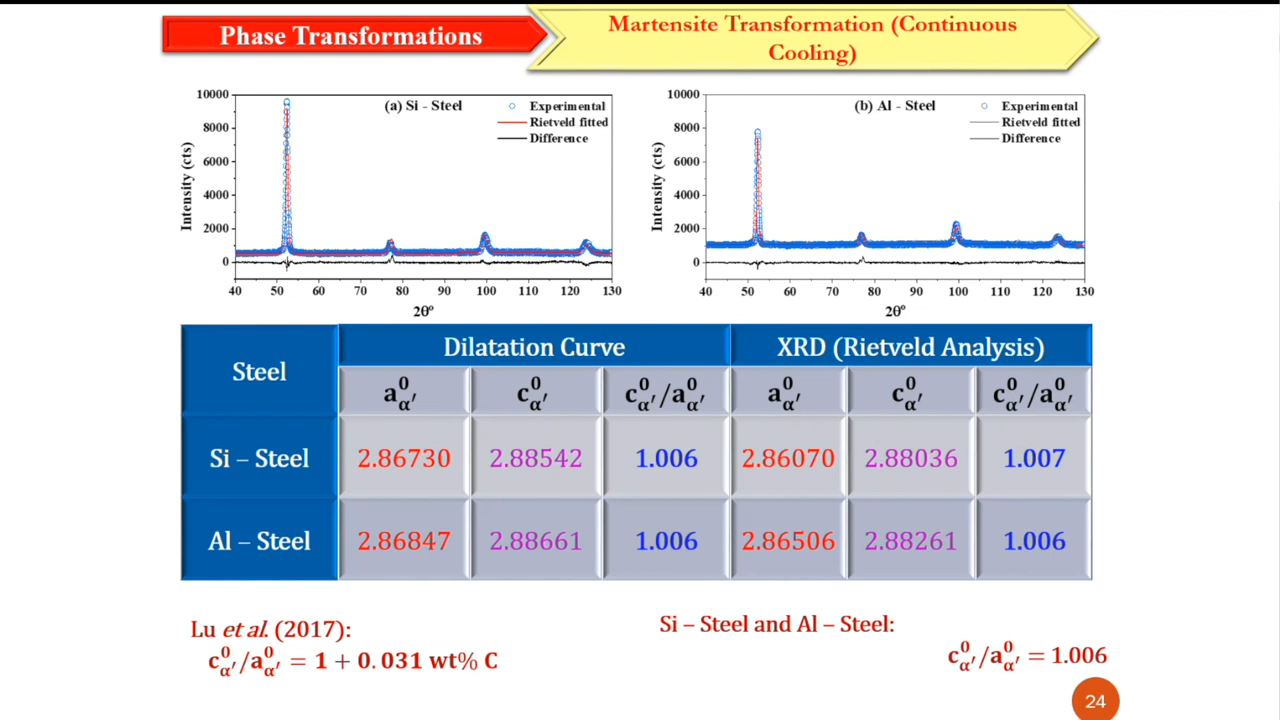 Phase Transformations
Martensite Transformation (Continuous
Cooling)
10000
8000
6000
4000
2000
0
Intensity (cts)
(a) Si - Steel
Experimental
Rietveld fitted
Difference
40 50 60 70 80 90 100 110 120 130
2θº
10000
8000
6000
4000
2000
0
Intensity (cts)
(b) Al - Steel
Experimental
Rietveld fitted
Difference
40 50 60 70 80 90 100 110 120 130
2θº
Steel Dilatation Curve XRD (Rietveld Analysis)
a⁰α′ c⁰α′ c⁰α′/a⁰α′ a⁰α′ c⁰α′ c⁰α′/a⁰α′
Si – Steel 2.86730 2.88542 1.006 2.86070 2.88036 1.007
Al – Steel 2.86847 2.88661 1.006 2.86506 2.88261 1.006
Lu et al. (2017):
c⁰α′/a⁰α′ = 1 + 0.031 wt% C
Si – Steel and Al – Steel:
c⁰α′/a⁰α′ = 1.006
24